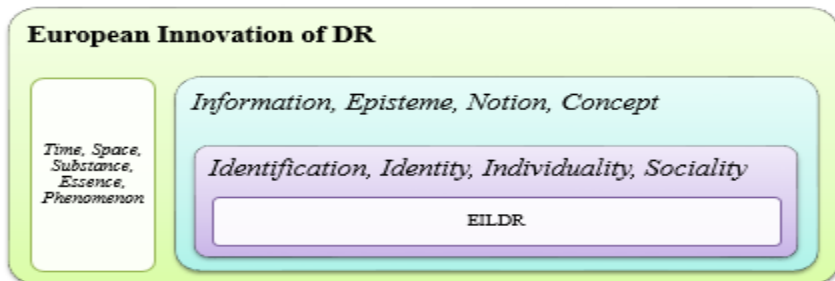 European Innovation of DR
Information, Episteme, Notion, Concept
Time, Space,
Substance,
Essence,
Phenomenon
Identification, Identity, Individuality, Sociality
EILDR